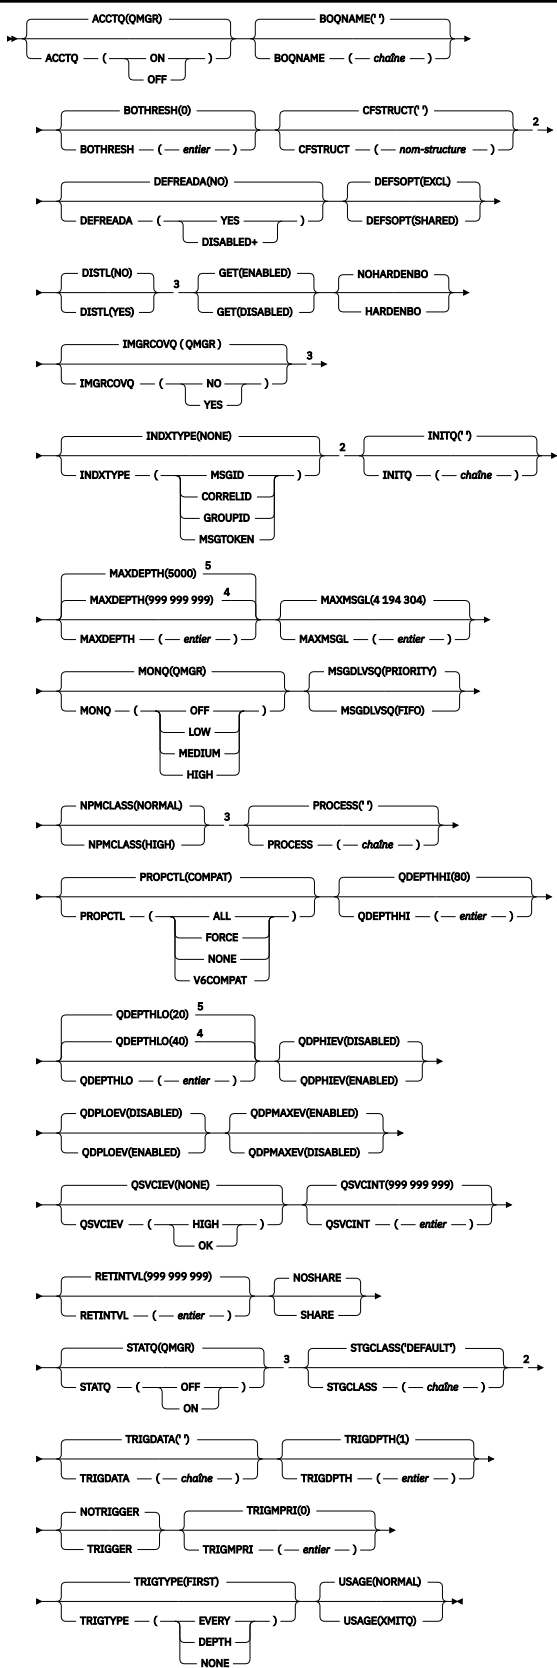 ACCTQ(QMGR) BOQNAME(' ')
ACCTQ ( ON ) BOQNAME ( chaîne )
OFF
BOTHRESH(0) CFSTRUCT(' ') 2
BOTHRESH ( entier ) CFSTRUCT ( nom-structure )
DEFREADA(NO) DEFSOPT(EXCL)
DEFREADA ( YES ) DEFSOPT(SHARED)
DISABLED+
DISTL(NO) 3 GET(ENABLED) NOHARDENBO
DISTL(YES) GET(DISABLED) HARDENBO
IMGRCOVQ ( QMGR ) 3
IMGRCOVQ ( NO )
YES
INDXTYPE(NONE) 2 INITQ(' ')
INDXTYPE ( MSGID ) INITQ ( chaîne )
CORRELID
GROUPID
MSGTOKEN
MAXDEPTH(5000) 5
MAXDEPTH(999 999 999) 4 MAXMSGL(4 194 304)
MAXDEPTH ( entier ) MAXMSGL ( entier )
MONQ(QMGR) MSGDLVSQ(PRIORITY)
MONQ ( OFF ) MSGDLVSQ(FIFO)
LOW
MEDIUM
HIGH
NPMCLASS(NORMAL) 3 PROCESS(' ')
NPMCLASS(HIGH) PROCESS ( chaîne )
PROPCTL(COMPAT) QDEPTHHI(80)
PROPCTL ( ALL ) QDEPTHHI ( entier )
FORCE
NONE
V6COMPAT
QDEPTHLO(20) 5
QDEPTHLO(40) 4 QDPHIEV(DISABLED)
QDEPTHLO ( entier ) QDPHIEV(ENABLED)
QDPLOEV(DISABLED) QDPMAXEV(ENABLED)
QDPLOEV(ENABLED) QDPMAXEV(DISABLED)
QSVCIEV(NONE) QSVCINT(999 999 999)
QSVCIEV ( HIGH ) QSVCINT ( entier )
OK
RETINTVL(999 999 999) NOSHARE
RETINTVL ( entier ) SHARE
STATQ(QMGR) 3 STGCLASS('DEFAULT') 2
STATQ ( OFF ) STGCLASS ( chaîne )
ON
TRIGDATA(' ') TRIGDPTH(1)
TRIGDATA ( chaîne ) TRIGDPTH ( entier )
NOTRIGGER TRIGMPRI(0)
TRIGGER TRIGMPRI ( entier )
TRIGTYPE(FIRST) USAGE(NORMAL)
TRIGTYPE ( EVERY ) USAGE(XMITQ)
DEPTH
NONE